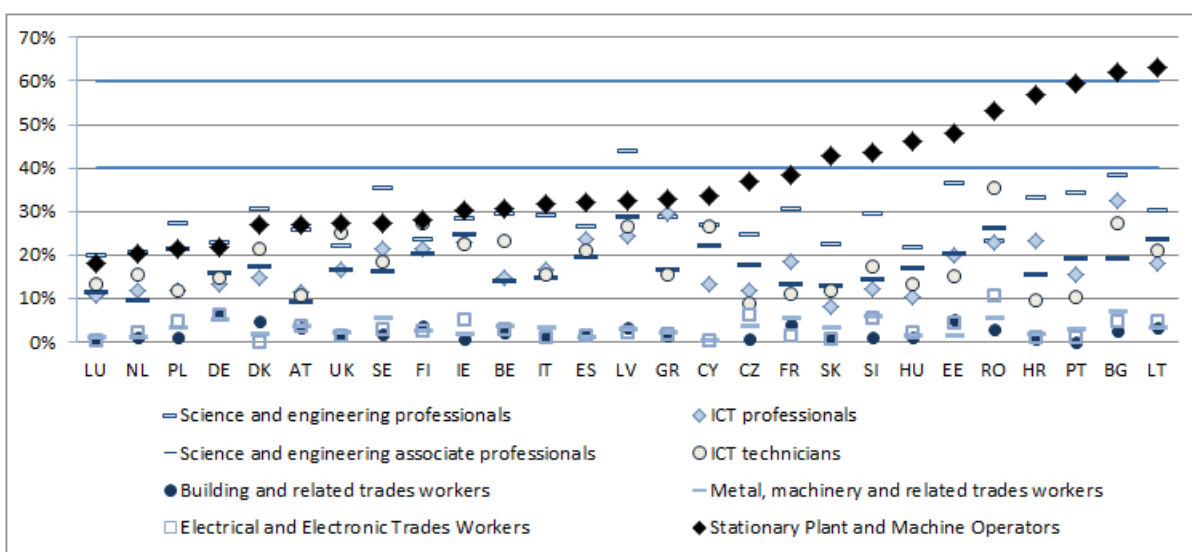 70%
60%
50%
40%
30%
20%
10%
0%
LU NL PL DE DK AT UK SE FI IE BE IT ES LV GR CY CZ FR SK SI HU EE RO HR PT BG LT
Science and engineering professionals ICT professionals
Science and engineering associate professionals ICT technicians
Building and related trades workers Metal, machinery and related trades workers
Electrical and Electronic Trades Workers Stationary Plant and Machine Operators